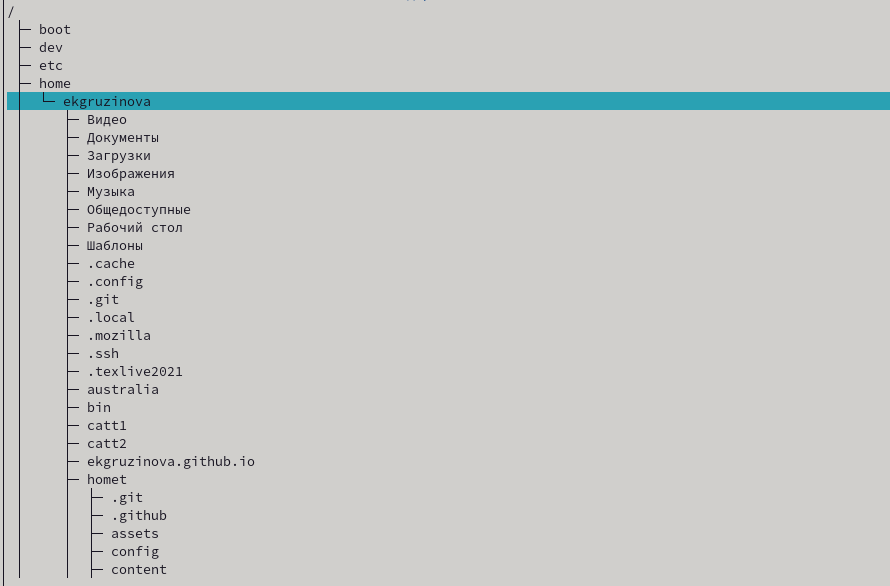 /
boot
dev
etc
home
ekgruzinova
Видео
Документы
Загрузки
Изображения
Музыка
Общедоступные
Рабочий стол
Шаблоны
.cache
.config
.git
.local
.mozilla
.ssh
.texlive2021
australia
bin
catt1
catt2
ekgruzinova.github.io
homet
.git
.github
assets
config
content